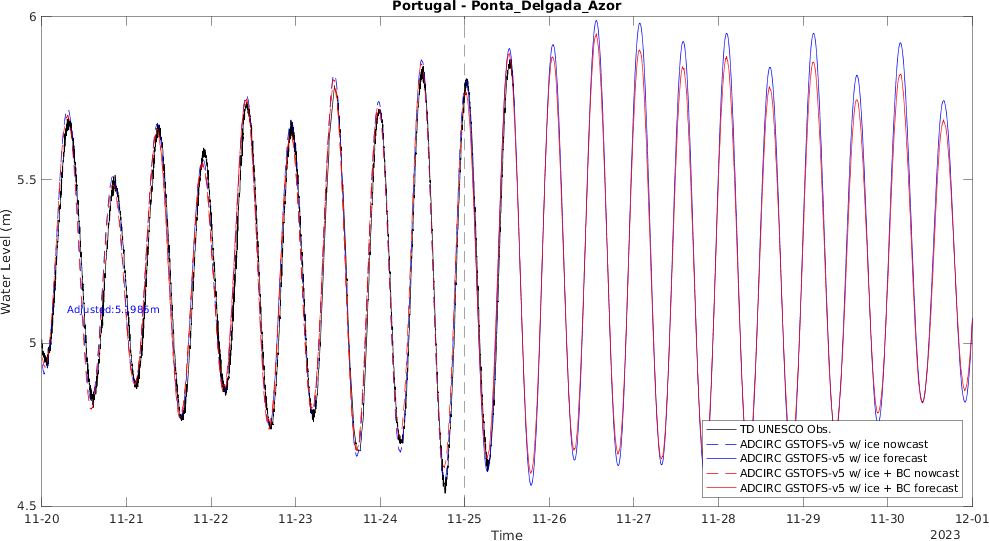 Portugal - Ponta_Delgada_Azor
6
5.5
5
4.5
Water Level (m)
Adjusted:5.1986m
TD UNESCO Obs.
ADCIRC GSTOFS-v5 w/ ice nowcast
ADCIRC GSTOFS-v5 w/ ice forecast
ADCIRC GSTOFS-v5 w/ ice + BC nowcast
ADCIRC GSTOFS-v5 w/ ice + BC forecast
11-20 11-21 11-22 11-23 11-24 11-25 11-26 11-27 11-28 11-29 11-30 12-01
Time
2023